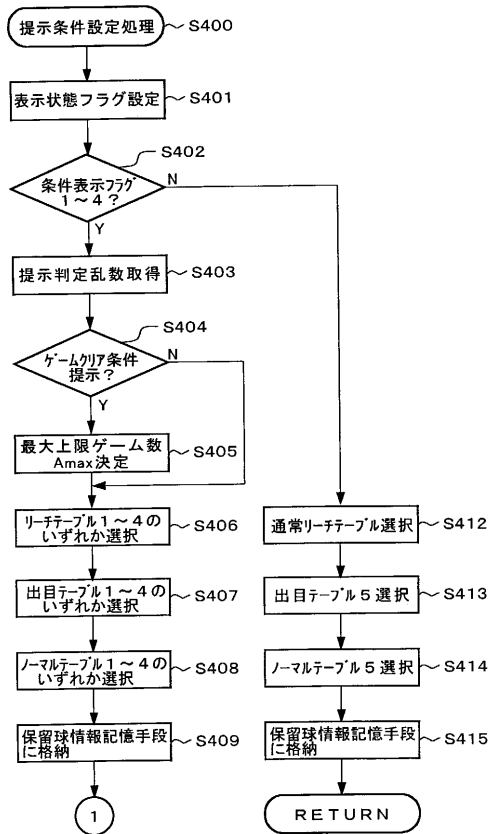 提示条件設定処理
S400
表示状態フラグ設定
S401
S402
条件表示フラグ
1～4？
N
Y
提示判定乱数取得
S403
S404
ゲームクリア条件
提示？
N
Y
最大上限ゲーム数
Amax決定
S405
リーチテーブル1～4の
いずれか選択
S406
出目テーブル1～4の
いずれか選択
S407
ノーマルテーブル1～4の
いずれか選択
S408
保留球情報記憶手段
に格納
S409
1
通常リーチテーブル選択
S412
出目テーブル5選択
S413
ノーマルテーブル5選択
S414
保留球情報記憶手段
に格納
S415
RETURN